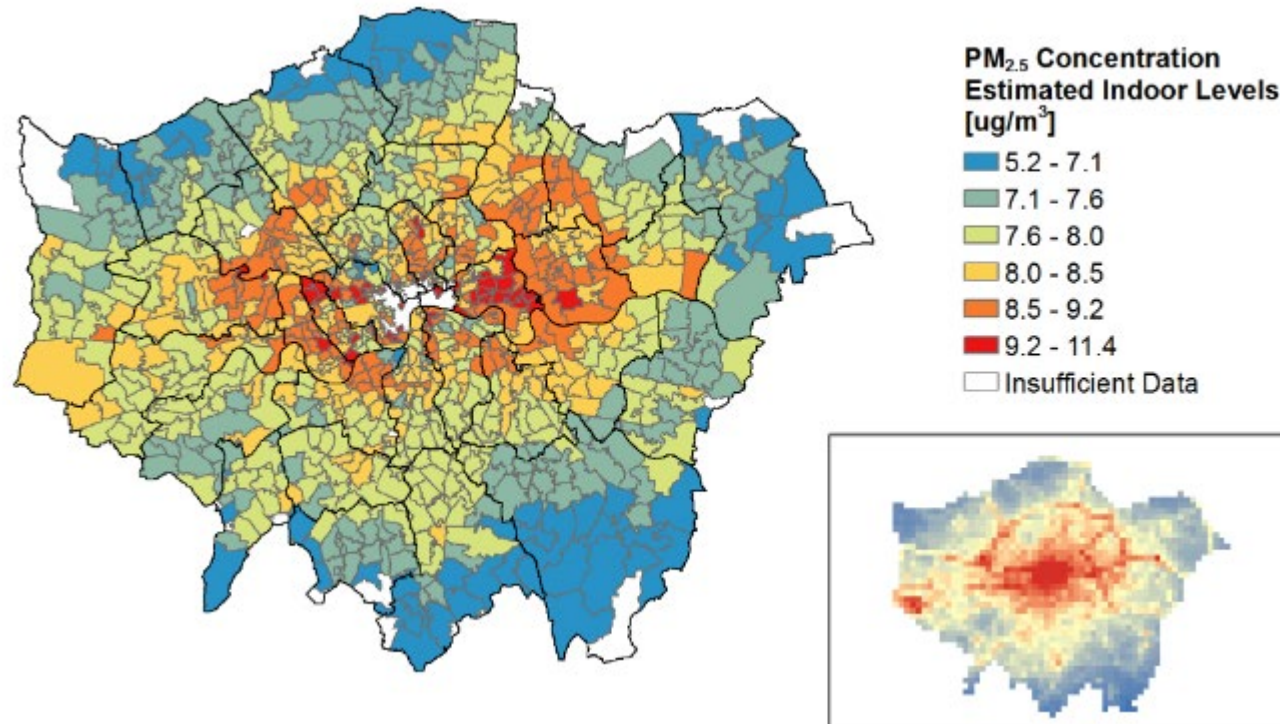 PM2.5 Concentration
Estimated Indoor Levels
[ug/m³]
5.2 - 7.1
7.1 - 7.6
7.6 - 8.0
8.0 - 8.5
8.5 - 9.2
9.2 - 11.4
Insufficient Data